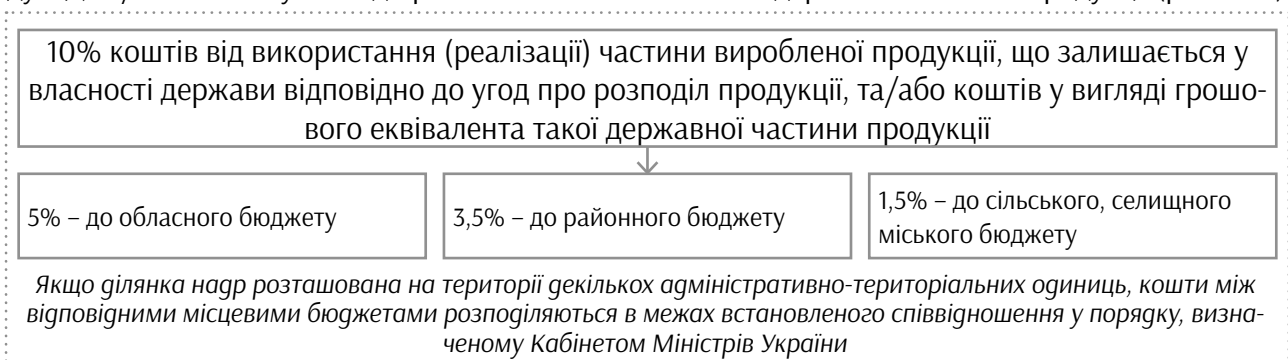 10% коштів від використання (реалізації) частини виробленої продукції, що залишається у
власності держави відповідно до угод про розподіл продукції, та/або коштів у вигляді грошо-
вого еквівалента такої державної частини продукції
5% – до обласного бюджету
3,5% – до районного бюджету
1,5% – до сільського, селищного
міського бюджету
Якщо ділянка надр розташована на території декількох адміністративно-територіальних одиниць, кошти між
відповідними місцевими бюджетами розподіляються в межах встановленого співвідношення у порядку, визна-
ченому Кабінетом Міністрів України